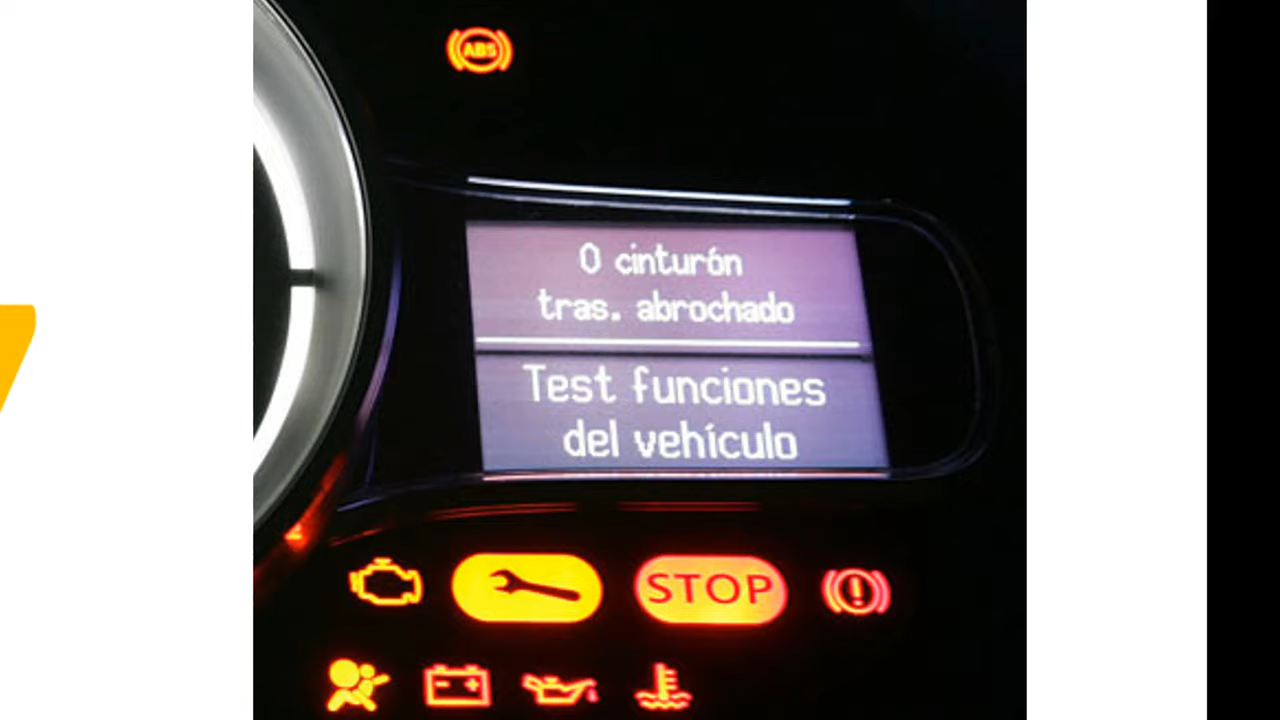 ABS
0 cinturón
tras. abrochado
Test funciones
del vehículo
STOP